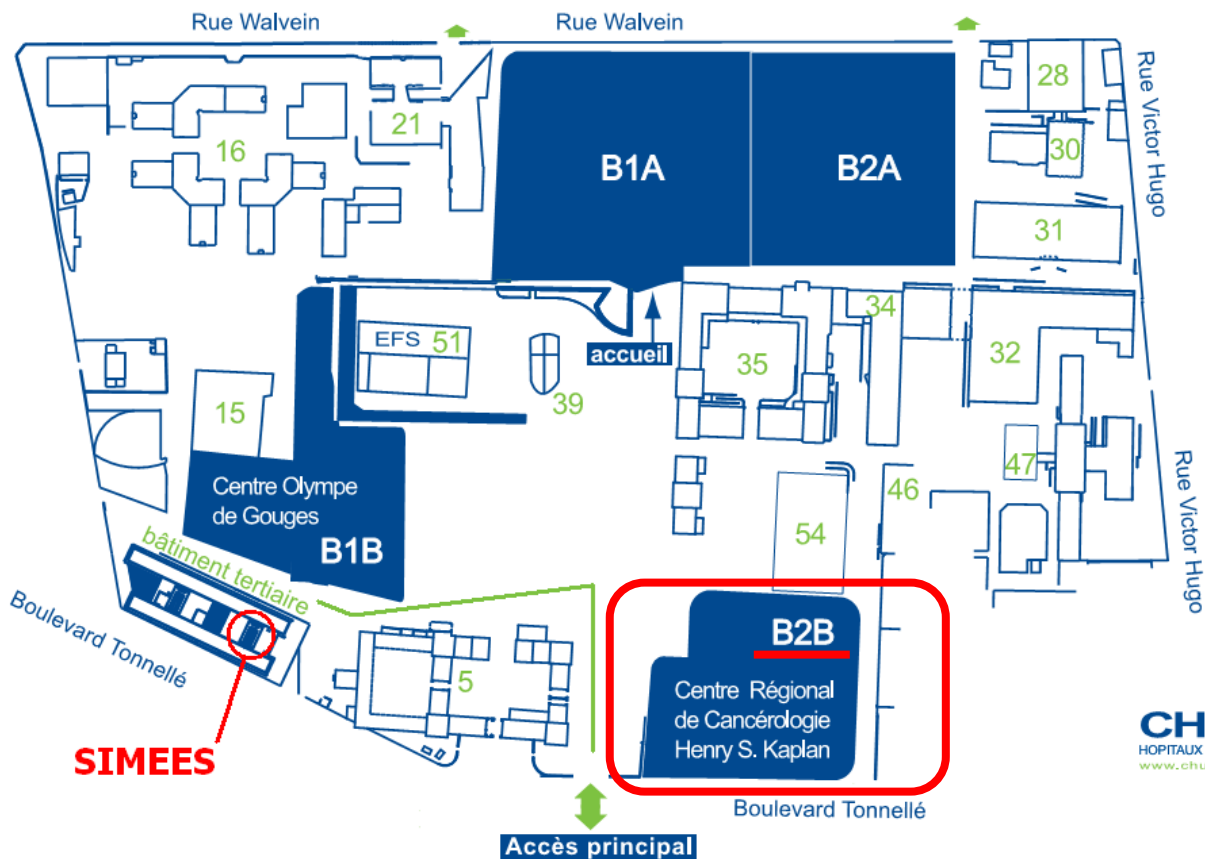 Rue Walvein
Rue Walvein
28
21
16
B1A
B2A
30
Rue Victor Hugo
31
34
EFS 51
accueil
35
32
39
15
47
46
Rue Victor Hugo
Centre Olympe
de Gouges
B1B
54
bâtiment tertiaire
Boulevard Tonnellé
B2B
5
Centre Régional
de Cancérologie
Henry S. Kaplan
SIMEES
CH
HOPITAUX
www.chu
Boulevard Tonnellé
Accès principal